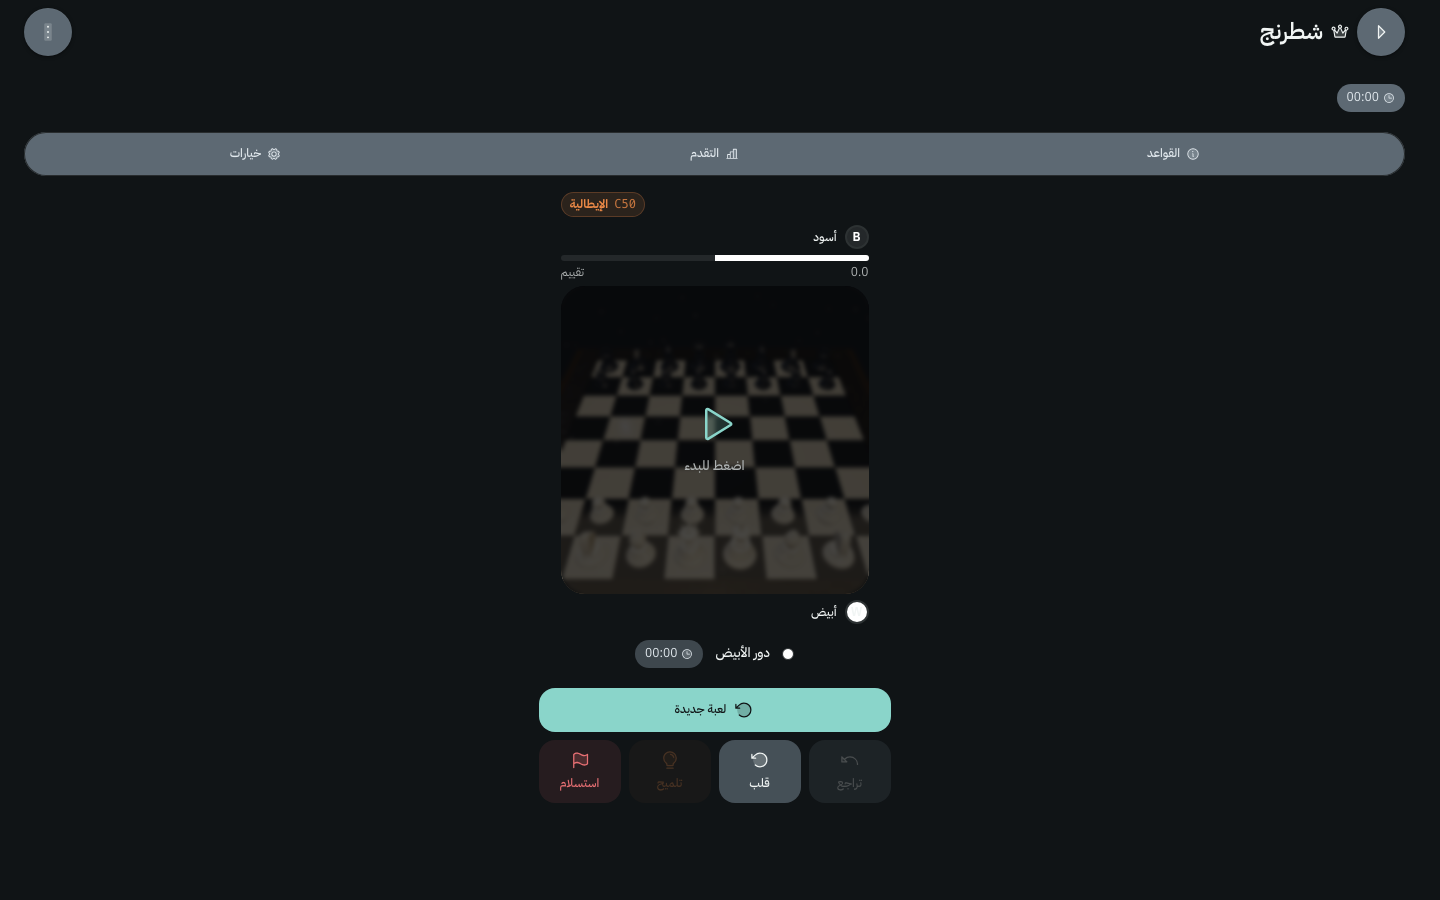 شطرنج
00:00
القواعد
التقدم
خيارات
C50 الإيطالية
B أسود
0.0 تقييم
اضغط للبدء
أبيض
دور الأبيض 00:00
لعبة جديدة
تراجع
قلب
تلميح
استسلام